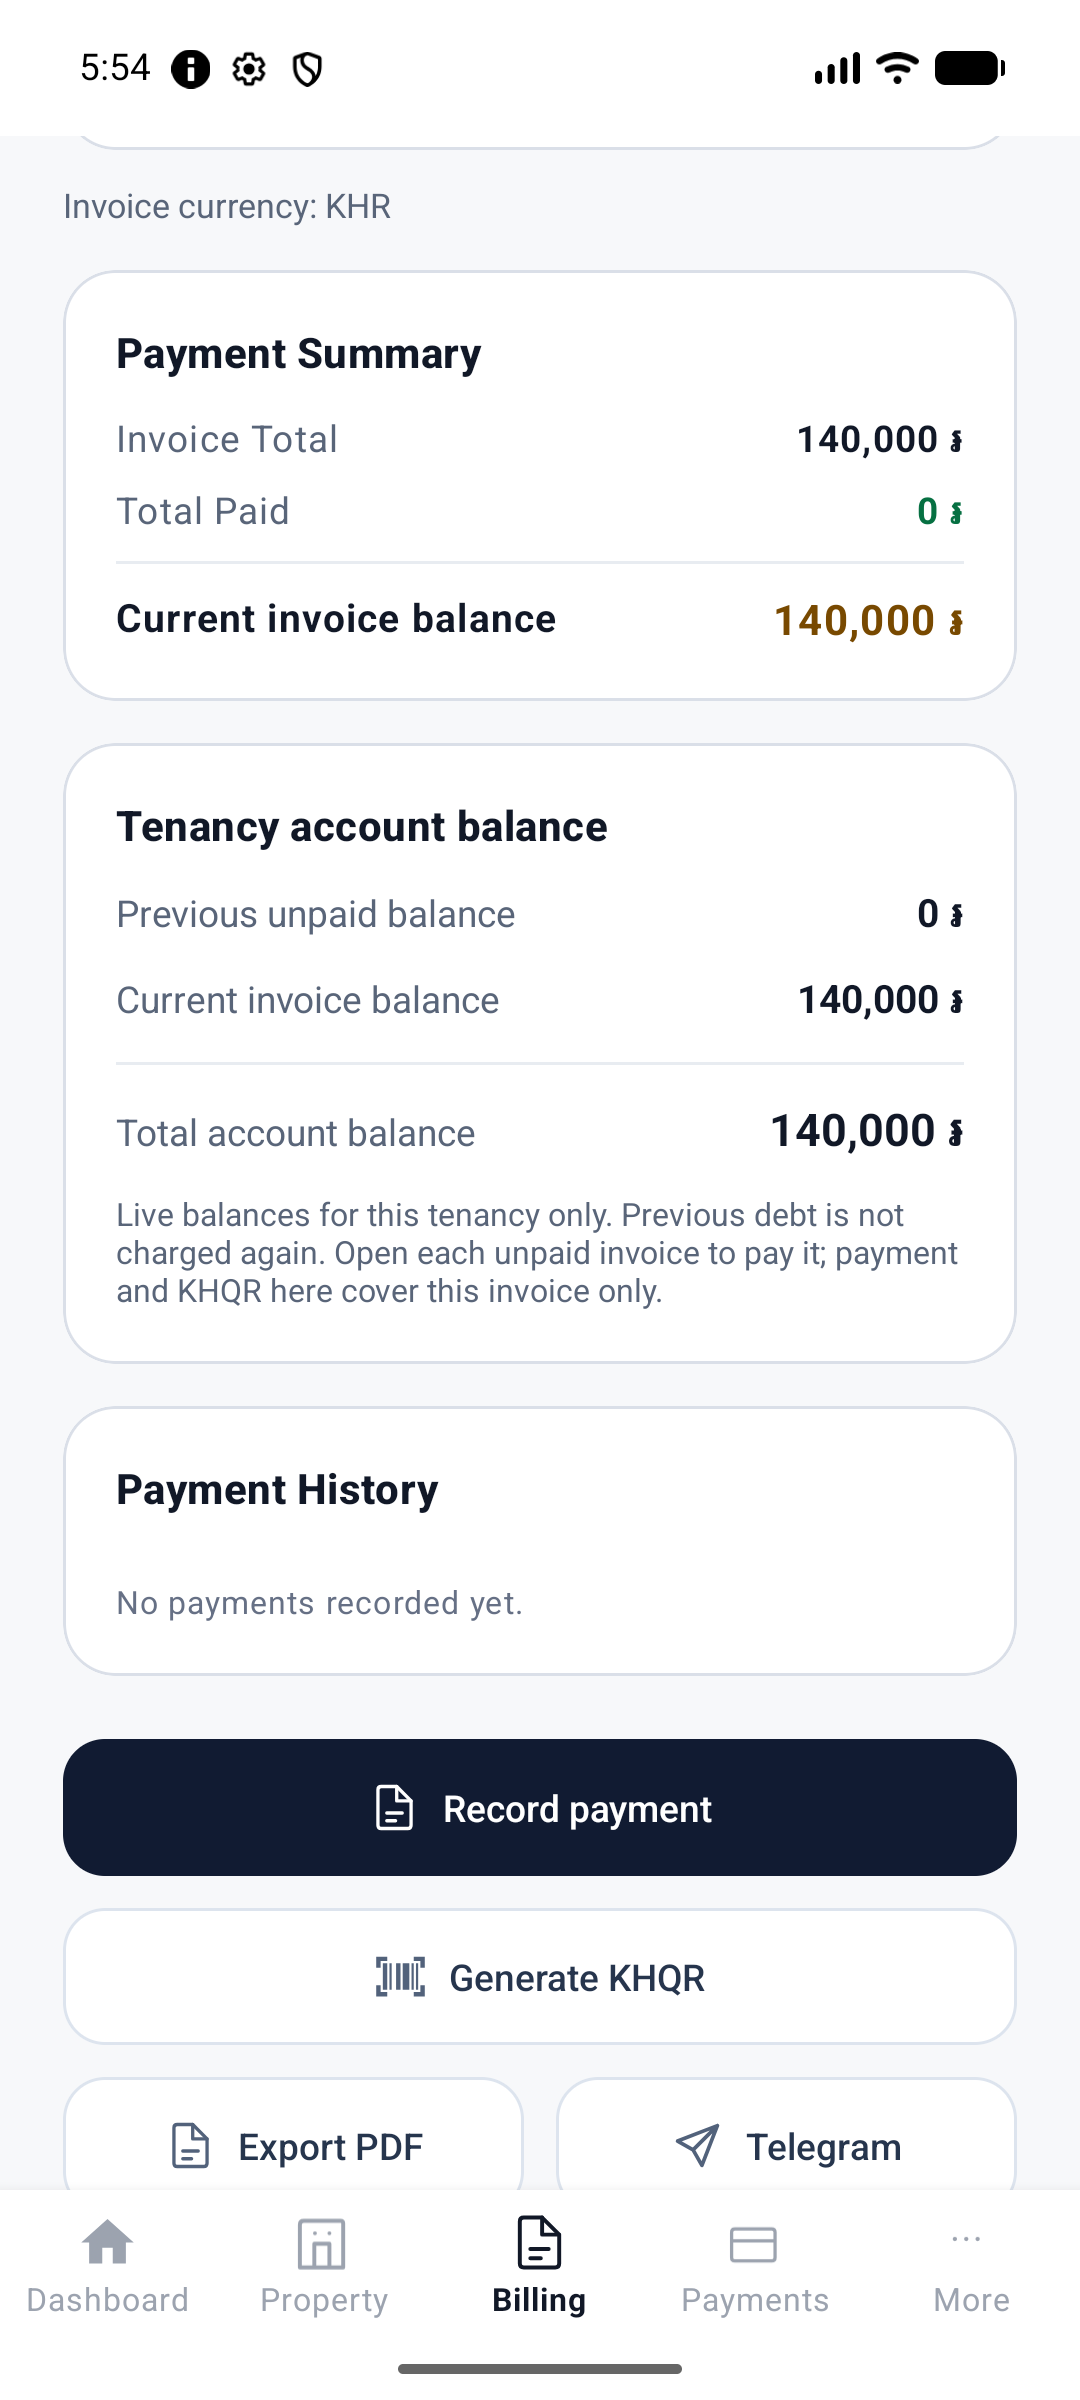 5:54
Invoice currency: KHR
Payment Summary
Invoice Total 140,000 ៛
Total Paid 0 ៛
Current invoice balance 140,000 ៛
Tenancy account balance
Previous unpaid balance 0 ៛
Current invoice balance 140,000 ៛
Total account balance 140,000 ៛
Live balances for this tenancy only. Previous debt is not
charged again. Open each unpaid invoice to pay it; payment
and KHQR here cover this invoice only.
Payment History
No payments recorded yet.
Record payment
Generate KHQR
Export PDF Telegram
Dashboard Property Billing Payments More